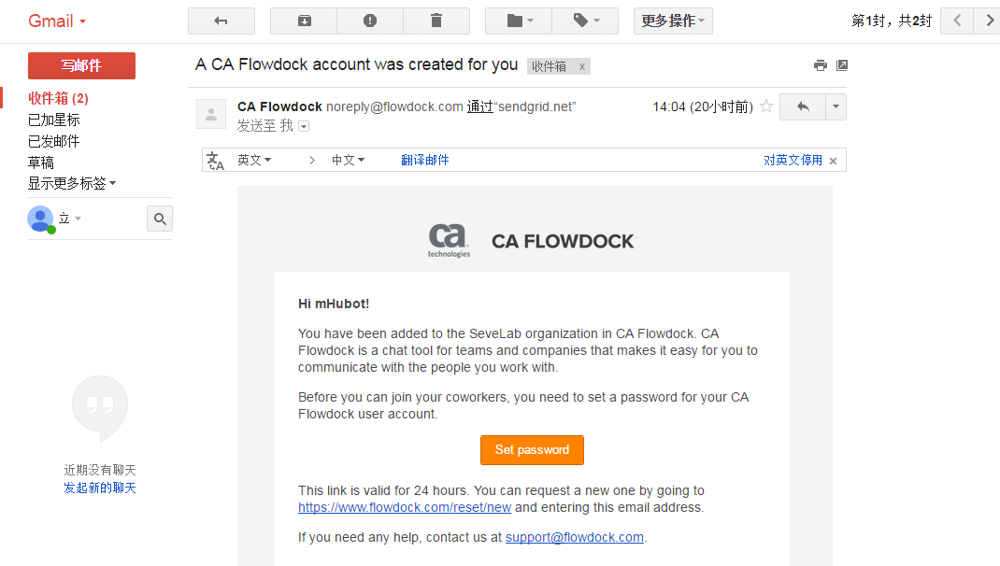 Gmail
更多操作
第1封，共2封
写邮件
收件箱 (2)
已加星标
已发邮件
草稿
显示更多标签
立
近期没有聊天
发起新的聊天
A CA Flowdock account was created for you 收件箱 x
CA Flowdock noreply@flowdock.com 通过“sendgrid.net”
14:04 (20小时前)
发送至 我
文A 英文 > 中文 翻译邮件 对英文停用 ×
ca
technologies
CA FLOWDOCK
Hi mHubot!
You have been added to the SeveLab organization in CA Flowdock. CA
Flowdock is a chat tool for teams and companies that makes it easy for you to
communicate with the people you work with.
Before you can join your coworkers, you need to set a password for your CA
Flowdock user account.
Set password
This link is valid for 24 hours. You can request a new one by going to
https://www.flowdock.com/reset/new and entering this email address.
If you need any help, contact us at support@flowdock.com.